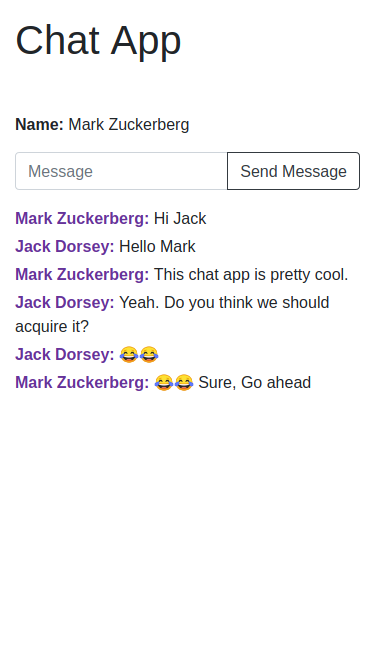 Chat App
Name: Mark Zuckerberg
Message
Send Message
Mark Zuckerberg: Hi Jack
Jack Dorsey: Hello Mark
Mark Zuckerberg: This chat app is pretty cool.
Jack Dorsey: Yeah. Do you think we should
acquire it?
Jack Dorsey: 😂😂
Mark Zuckerberg: 😂😂 Sure, Go ahead